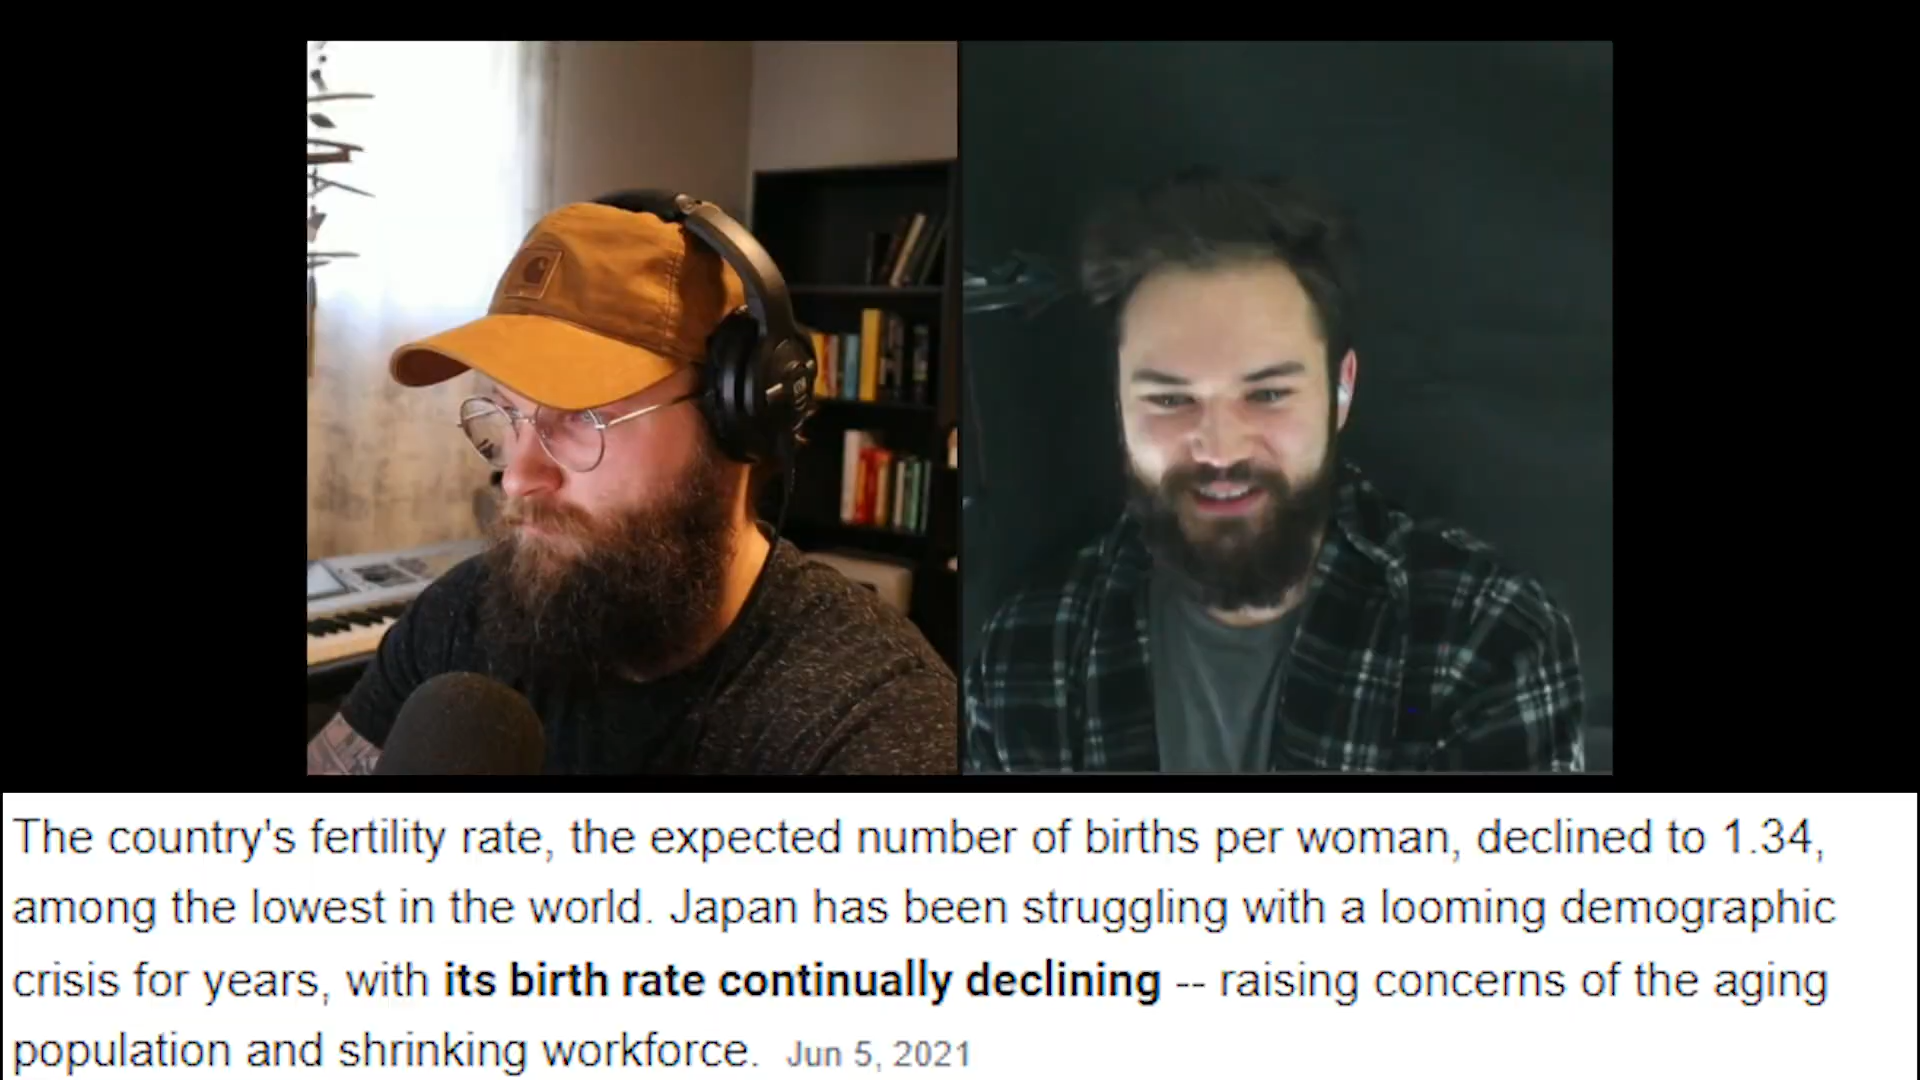 The country's fertility rate, the expected number of births per woman, declined to 1.34,
among the lowest in the world. Japan has been struggling with a looming demographic
crisis for years, with its birth rate continually declining -- raising concerns of the aging
population and shrinking workforce. Jun 5, 2021